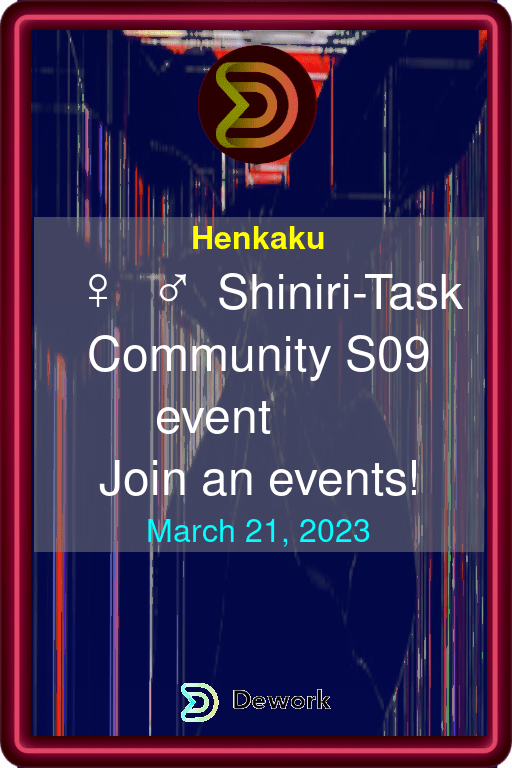 Henkaku
♀ ♂ Shiniri-Task
Community S09
event
Join an events!
March 21, 2023
Dework